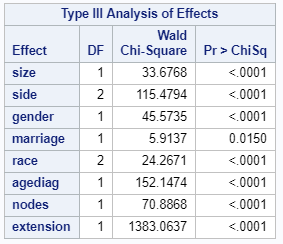 Type III Analysis of Effects
Effect DF Wald Chi-Square Pr > ChiSq
size 1 33.6768 <.0001
side 2 115.4794 <.0001
gender 1 45.5735 <.0001
marriage 1 5.9137 0.0150
race 2 24.2671 <.0001
agediag 1 152.1474 <.0001
nodes 1 70.8868 <.0001
extension 1 1383.0637 <.0001